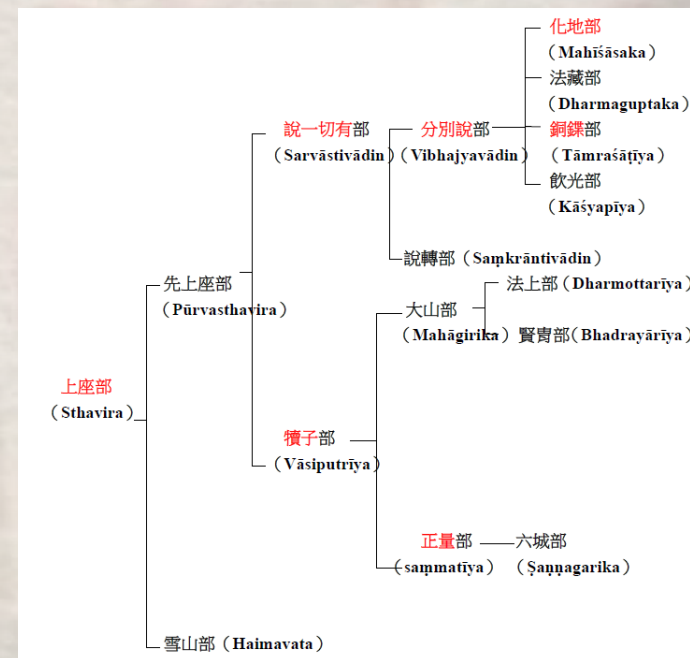 化地部
（Mahīśāsaka）
法藏部
（Dharmaguptaka）
說一切有部
（Sarvāstivādin）
分別說部
（Vibhajyavādin）
銅鍱部
（Tāmraśāṭīya）
飲光部
（Kāśyapīya）
說轉部（Saṃkrāntivādin）
先上座部
（Pūrvasthavira）
法上部（Dharmottarīya）
大山部
（Mahāgirika）
賢冑部（Bhadrayārīya）
上座部
（Sthavira）
犢子部
（Vāsiputrīya）
正量部
（saṃmatīya）
六城部
（Ṣaṇṇagarika）
雪山部（Haimavata）